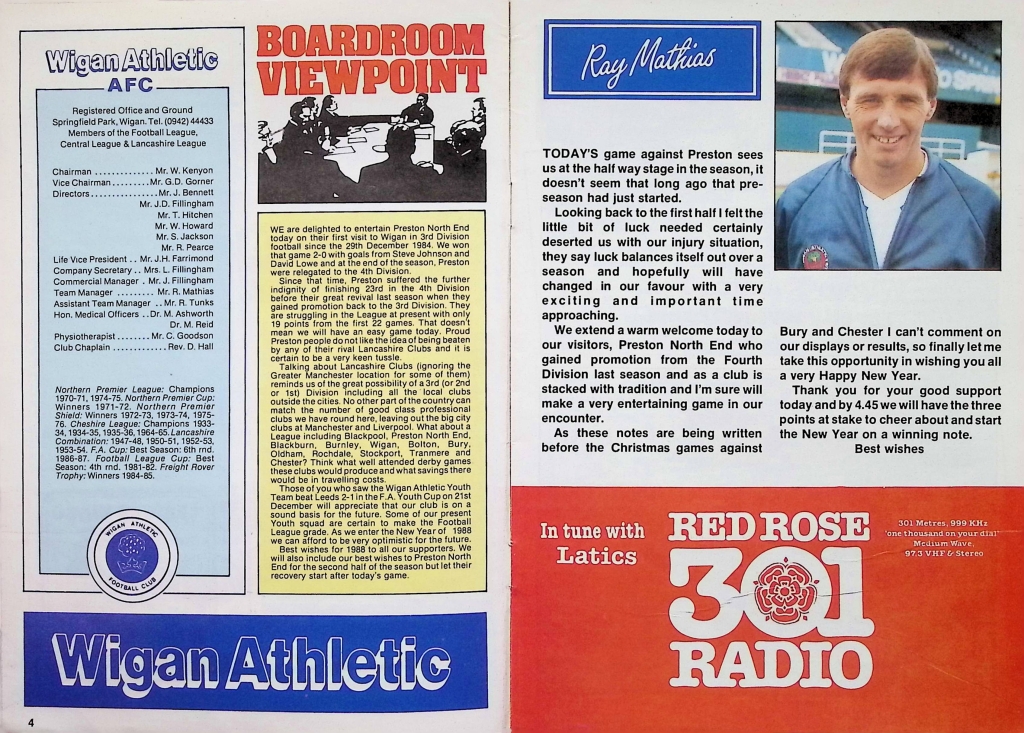 Wigan Athletic
AFC
Registered Office and Ground
Springfield Park, Wigan. Tel. (0942) 44433
Members of the Football League,
Central League & Lancashire League
Chairman .............. Mr. W. Kenyon
Vice Chairman ......... Mr. G.D. Gorner
Directors .................. Mr. J. Bennett
Mr. J.D. Fillingham
Mr. T. Hitchen
Mr. W. Howard
Mr. S. Jackson
Mr. R. Pearce
Life Vice President .. Mr. J.H. Farrimond
Company Secretary .. Mrs. L. Fillingham
Commercial Manager . Mr. J. Fillingham
Team Manager ......... Mr. R. Mathias
Assistant Team Manager .. Mr. R. Tunks
Hon. Medical Officers .. Dr. M. Ashworth
Dr. M. Reid
Physiotherapist ........ Mr. C. Goodson
Club Chaplain ............ Rev. D. Hall
Northern Premier League: Champions
1970-71, 1974-75. Northern Premier Cup:
Winners 1971-72. Northern Premier
Shield: Winners 1972-73, 1973-74, 1975-
76. Cheshire League: Champions 1933-
34, 1934-35, 1935-36, 1964-65. Lancashire
Combination: 1947-48, 1950-51, 1952-53,
1953-54. F.A. Cup: Best Season: 6th rnd.
1986-87. Football League Cup: Best
Season: 4th rnd. 1981-82. Freight Rover
Trophy: Winners 1984-85.
WIGAN ATHLETIC
FOOTBALL CLUB
BOARDROOM
VIEWPOINT
WE are delighted to entertain Preston North End
today on their first visit to Wigan in 3rd Division
football since the 29th December 1984. We won
that game 2-0 with goals from Steve Johnson and
David Lowe and at the end of the season, Preston
were relegated to the 4th Division.
Since that time, Preston suffered the further
indignity of finishing 23rd in the 4th Division
before their great revival last season when they
gained promotion back to the 3rd Division. They
are struggling in the League at present with only
19 points from the first 22 games. That doesn't
mean we will have an easy game today. Proud
Preston people do not like the idea of being beaten
by any of their rival Lancashire Clubs and it is
certain to be a very keen tussle.
Talking about Lancashire Clubs (ignoring the
Greater Manchester location for some of them)
reminds us of the great possibility of a 3rd (or 2nd
or 1st) Division including all the local clubs
outside the cities. No other part of the country can
match the number of good class professional
clubs we have round here, leaving out the big city
clubs at Manchester and Liverpool. What about a
League including Blackpool, Preston North End,
Blackburn, Burnley, Wigan, Bolton, Bury,
Oldham, Rochdale, Stockport, Tranmere and
Chester? Think what well attended derby games
these clubs would produce and what savings there
would be in travelling costs.
Those of you who saw the Wigan Athletic Youth
Team beat Leeds 2-1 in the F.A. Youth Cup on 21st
December will appreciate that our club is on a
sound basis for the future. Some of our present
Youth squad are certain to make the Football
League grade. As we enter the New Year of 1988
we can afford to be very optimistic for the future.
Best wishes for 1988 to all our supporters. We
will also include our best wishes to Preston North
End for the second half of the season but let their
recovery start after today's game.
Wigan Athletic
4
Ray Mathias
TODAY'S game against Preston sees
us at the half way stage in the season, it
doesn't seem that long ago that pre-
season had just started.
Looking back to the first half I felt the
little bit of luck needed certainly
deserted us with our injury situation,
they say luck balances itself out over a
season and hopefully will have
changed in our favour with a very
exciting and important time
approaching.
We extend a warm welcome today to
our visitors, Preston North End who
gained promotion from the Fourth
Division last season and as a club is
stacked with tradition and I'm sure will
make a very entertaining game in our
encounter.
As these notes are being written
before the Christmas games against
Bury and Chester I can't comment on
our displays or results, so finally let me
take this opportunity in wishing you all
a very Happy New Year.
Thank you for your good support
today and by 4.45 we will have the three
points at stake to cheer about and start
the New Year on a winning note.
Best wishes
In tune with
Latics
RED ROSE
301
RADIO
301 Metres, 999 KHz
'one thousand on your dial'
Medium Wave,
97.3 VHF & Stereo